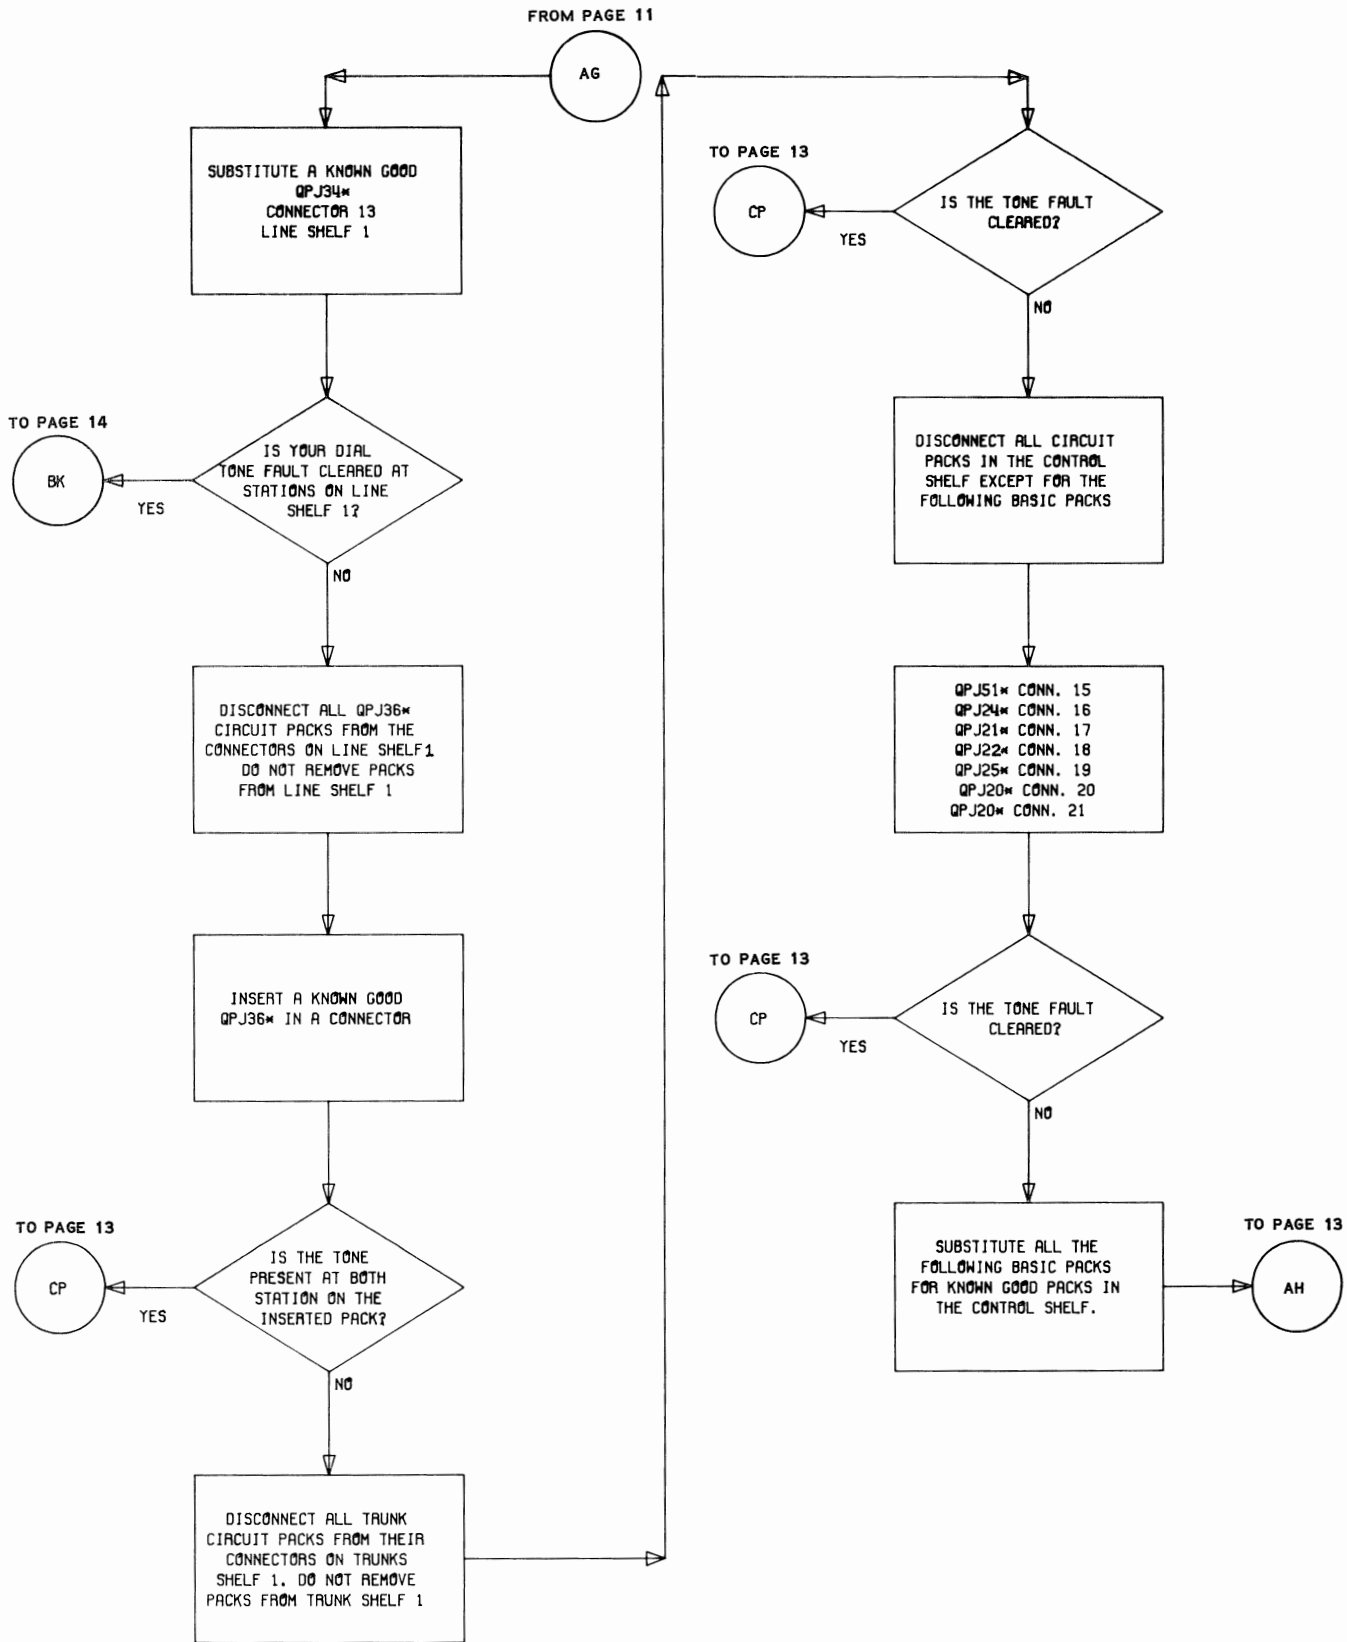 FROM PAGE 11
AG
SUBSTITUTE A KNOWN GOOD
QPJ34*
CONNECTOR 13
LINE SHELF 1
TO PAGE 14
BK
YES
IS YOUR DIAL
TONE FAULT CLEARED AT
STATIONS ON LINE
SHELF 1?
NO
DISCONNECT ALL QPJ36*
CIRCUIT PACKS FROM THE
CONNECTORS ON LINE SHELF1
DO NOT REMOVE PACKS
FROM LINE SHELF 1
INSERT A KNOWN GOOD
QPJ36* IN A CONNECTOR
TO PAGE 13
CP
YES
IS THE TONE
PRESENT AT BOTH
STATION ON THE
INSERTED PACK?
NO
DISCONNECT ALL TRUNK
CIRCUIT PACKS FROM THEIR
CONNECTORS ON TRUNKS
SHELF 1. DO NOT REMOVE
PACKS FROM TRUNK SHELF 1
TO PAGE 13
CP
YES
IS THE TONE FAULT
CLEARED?
NO
DISCONNECT ALL CIRCUIT
PACKS IN THE CONTROL
SHELF EXCEPT FOR THE
FOLLOWING BASIC PACKS
QPJ51* CONN. 15
QPJ24* CONN. 16
QPJ21* CONN. 17
QPJ22* CONN. 18
QPJ25* CONN. 19
QPJ20* CONN. 20
QPJ20* CONN. 21
TO PAGE 13
CP
YES
IS THE TONE FAULT
CLEARED?
NO
SUBSTITUTE ALL THE
FOLLOWING BASIC PACKS
FOR KNOWN GOOD PACKS IN
THE CONTROL SHELF.
TO PAGE 13
AH